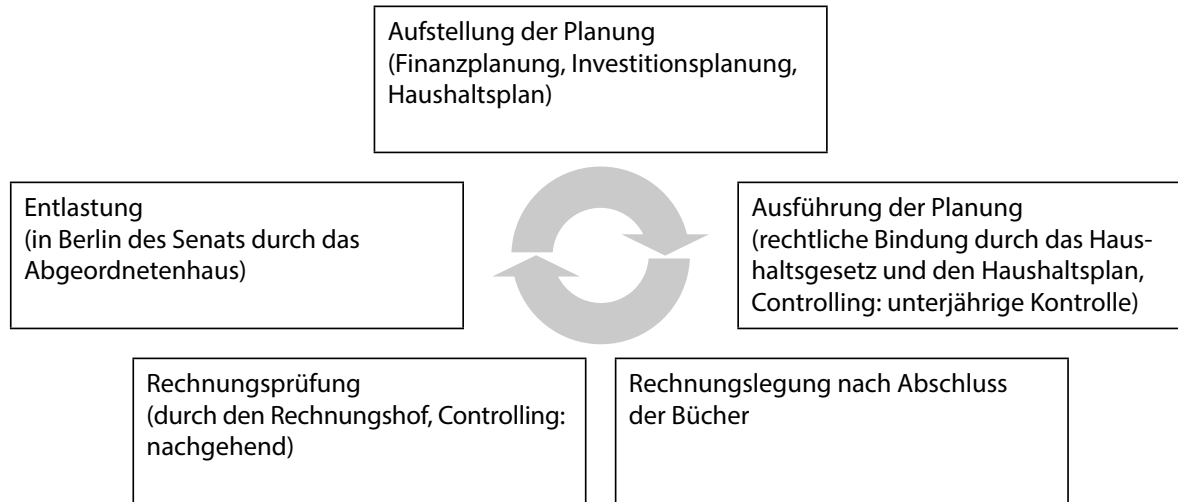 Aufstellung der Planung
(Finanzplanung, Investitionsplanung,
Haushaltsplan)
Entlastung
(in Berlin des Senats durch das
Abgeordnetenhaus)
Ausführung der Planung
(rechtliche Bindung durch das Haus-
haltsgesetz und den Haushaltsplan,
Controlling: unterjährige Kontrolle)
Rechnungsprüfung
(durch den Rechnungshof, Controlling:
nachgehend)
Rechnungslegung nach Abschluss
der Bücher